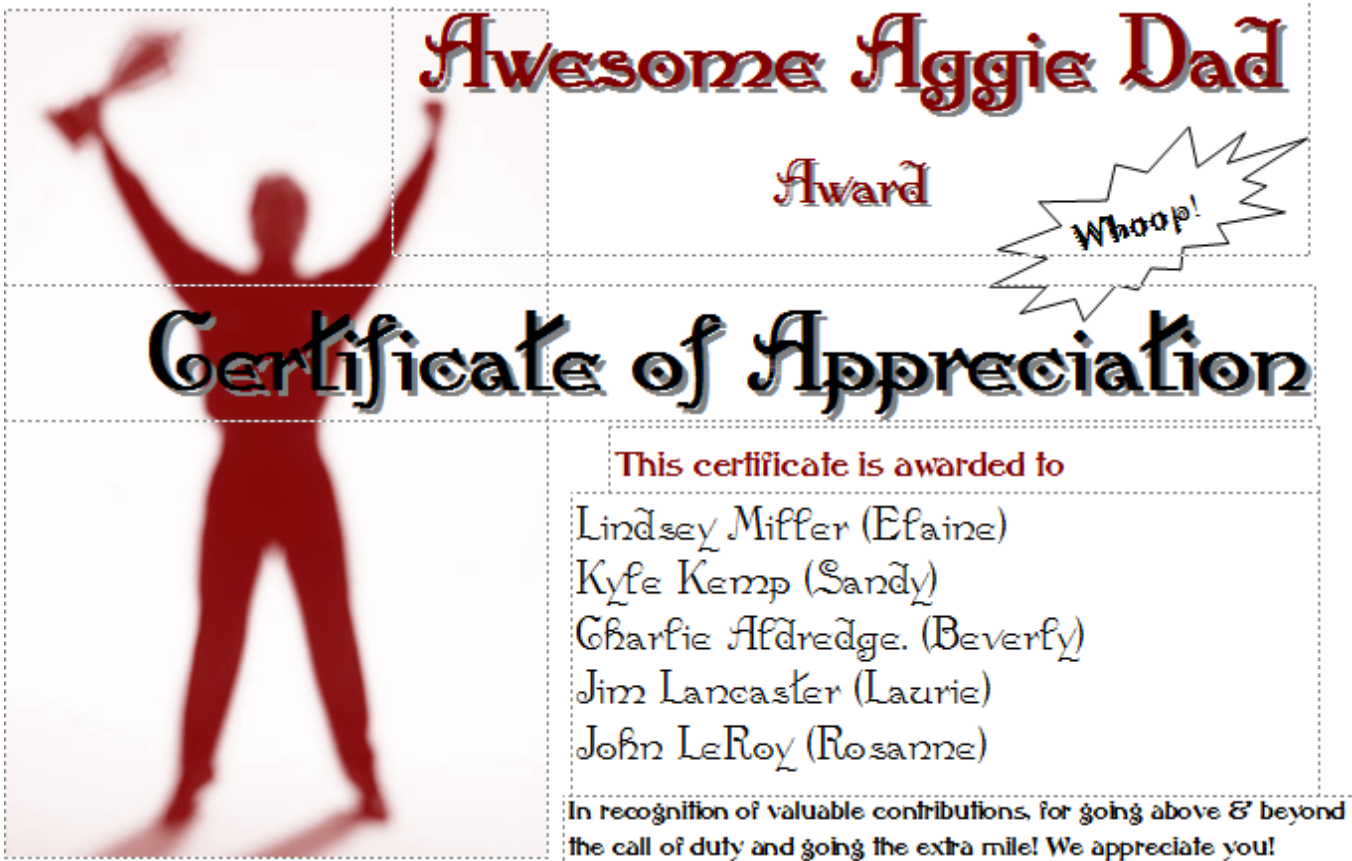 Awesome Aggie Dad
Award
Whoop!
Certificate of Appreciation
This certificate is awarded to
Lindsey Miller (Elaine)
Kyle Kemp (Sandy)
Charlie Aldredge. (Beverly)
Jim Lancaster (Laurie)
John LeRoy (Rosanne)
In recognition of valuable contributions, for going above & beyond
the call of duty and going the extra mile! We appreciate you!